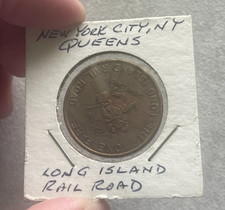 NEW YORK CITY, NY
QUEENS
LONG ISLAND
RAIL ROAD